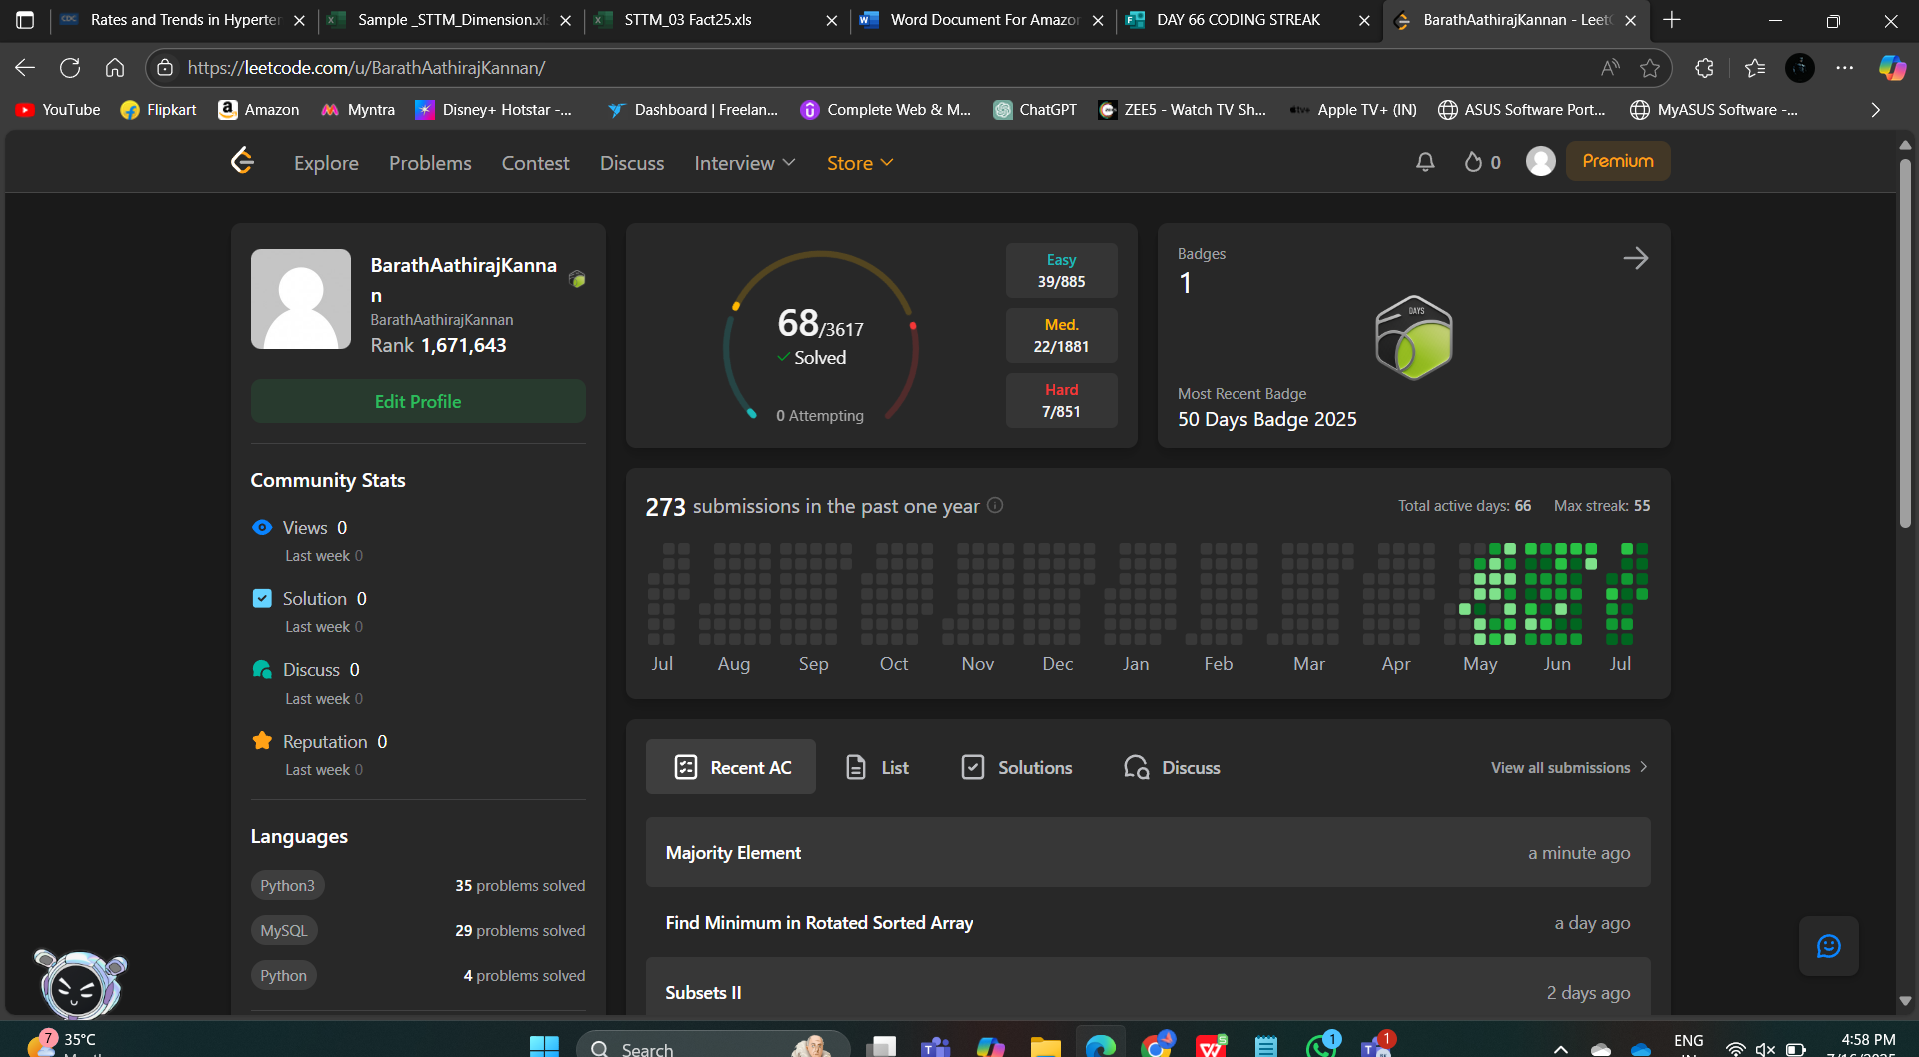 Rates and Trends in Hyperter
Sample _STTM_Dimension.xls
STTM_03 Fact25.xls
Word Document For Amazon
DAY 66 CODING STREAK
BarathAathirajKannan - LeetC
https://leetcode.com/u/BarathAathirajKannan/
YouTube
Flipkart
Amazon
Myntra
Disney+ Hotstar -...
Dashboard | Freelan...
Complete Web & M...
ChatGPT
ZEE5 - Watch TV Sh...
Apple TV+ (IN)
ASUS Software Port...
MyASUS Software -...
Explore
Problems
Contest
Discuss
Interview
Store
0
Premium
BarathAathirajKanna
n
BarathAathirajKannan
Rank 1,671,643
Edit Profile
Community Stats
Views 0
Last week 0
Solution 0
Last week 0
Discuss 0
Last week 0
Reputation 0
Last week 0
Languages
Python3 35 problems solved
MySQL 29 problems solved
Python 4 problems solved
68/3617
Solved
0 Attempting
Easy
39/885
Med.
22/1881
Hard
7/851
Badges
1
DAYS
Most Recent Badge
50 Days Badge 2025
273 submissions in the past one year
Total active days: 66 Max streak: 55
Jul Aug Sep Oct Nov Dec Jan Feb Mar Apr May Jun Jul
Recent AC
List
Solutions
Discuss
View all submissions
Majority Element a minute ago
Find Minimum in Rotated Sorted Array a day ago
Subsets II 2 days ago
7
35°C
Search
1
1
ENG
4:58 PM